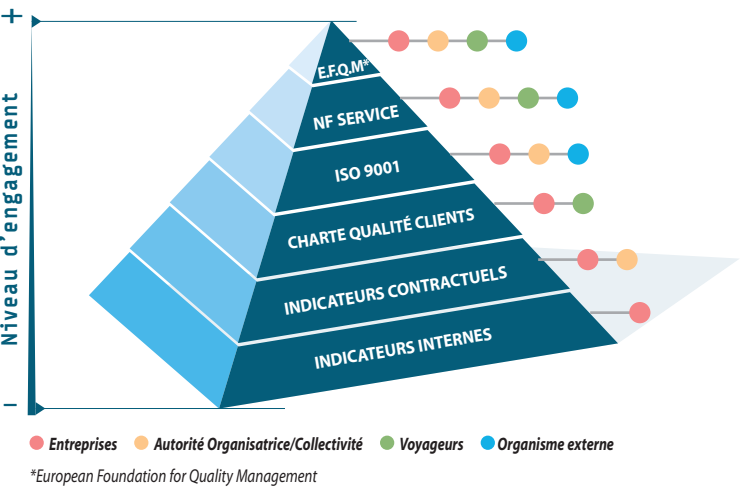 +
Niveau d'engagement
–
E.F.Q.M*
NF SERVICE
ISO 9001
CHARTE QUALITÉ CLIENTS
INDICATEURS CONTRACTUELS
INDICATEURS INTERNES
Entreprises Autorité Organisatrice/Collectivité Voyageurs Organisme externe
*European Foundation for Quality Management